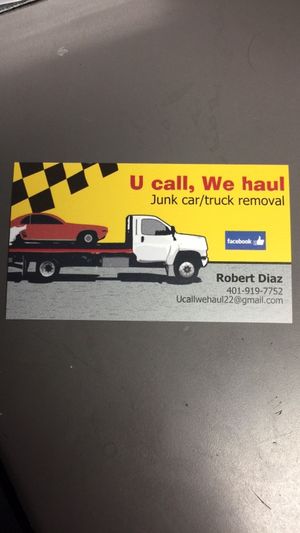 U call, We haul
Junk car/truck removal
facebook
Robert Diaz
401-919-7752
Ucallwehaul22@gmail.com